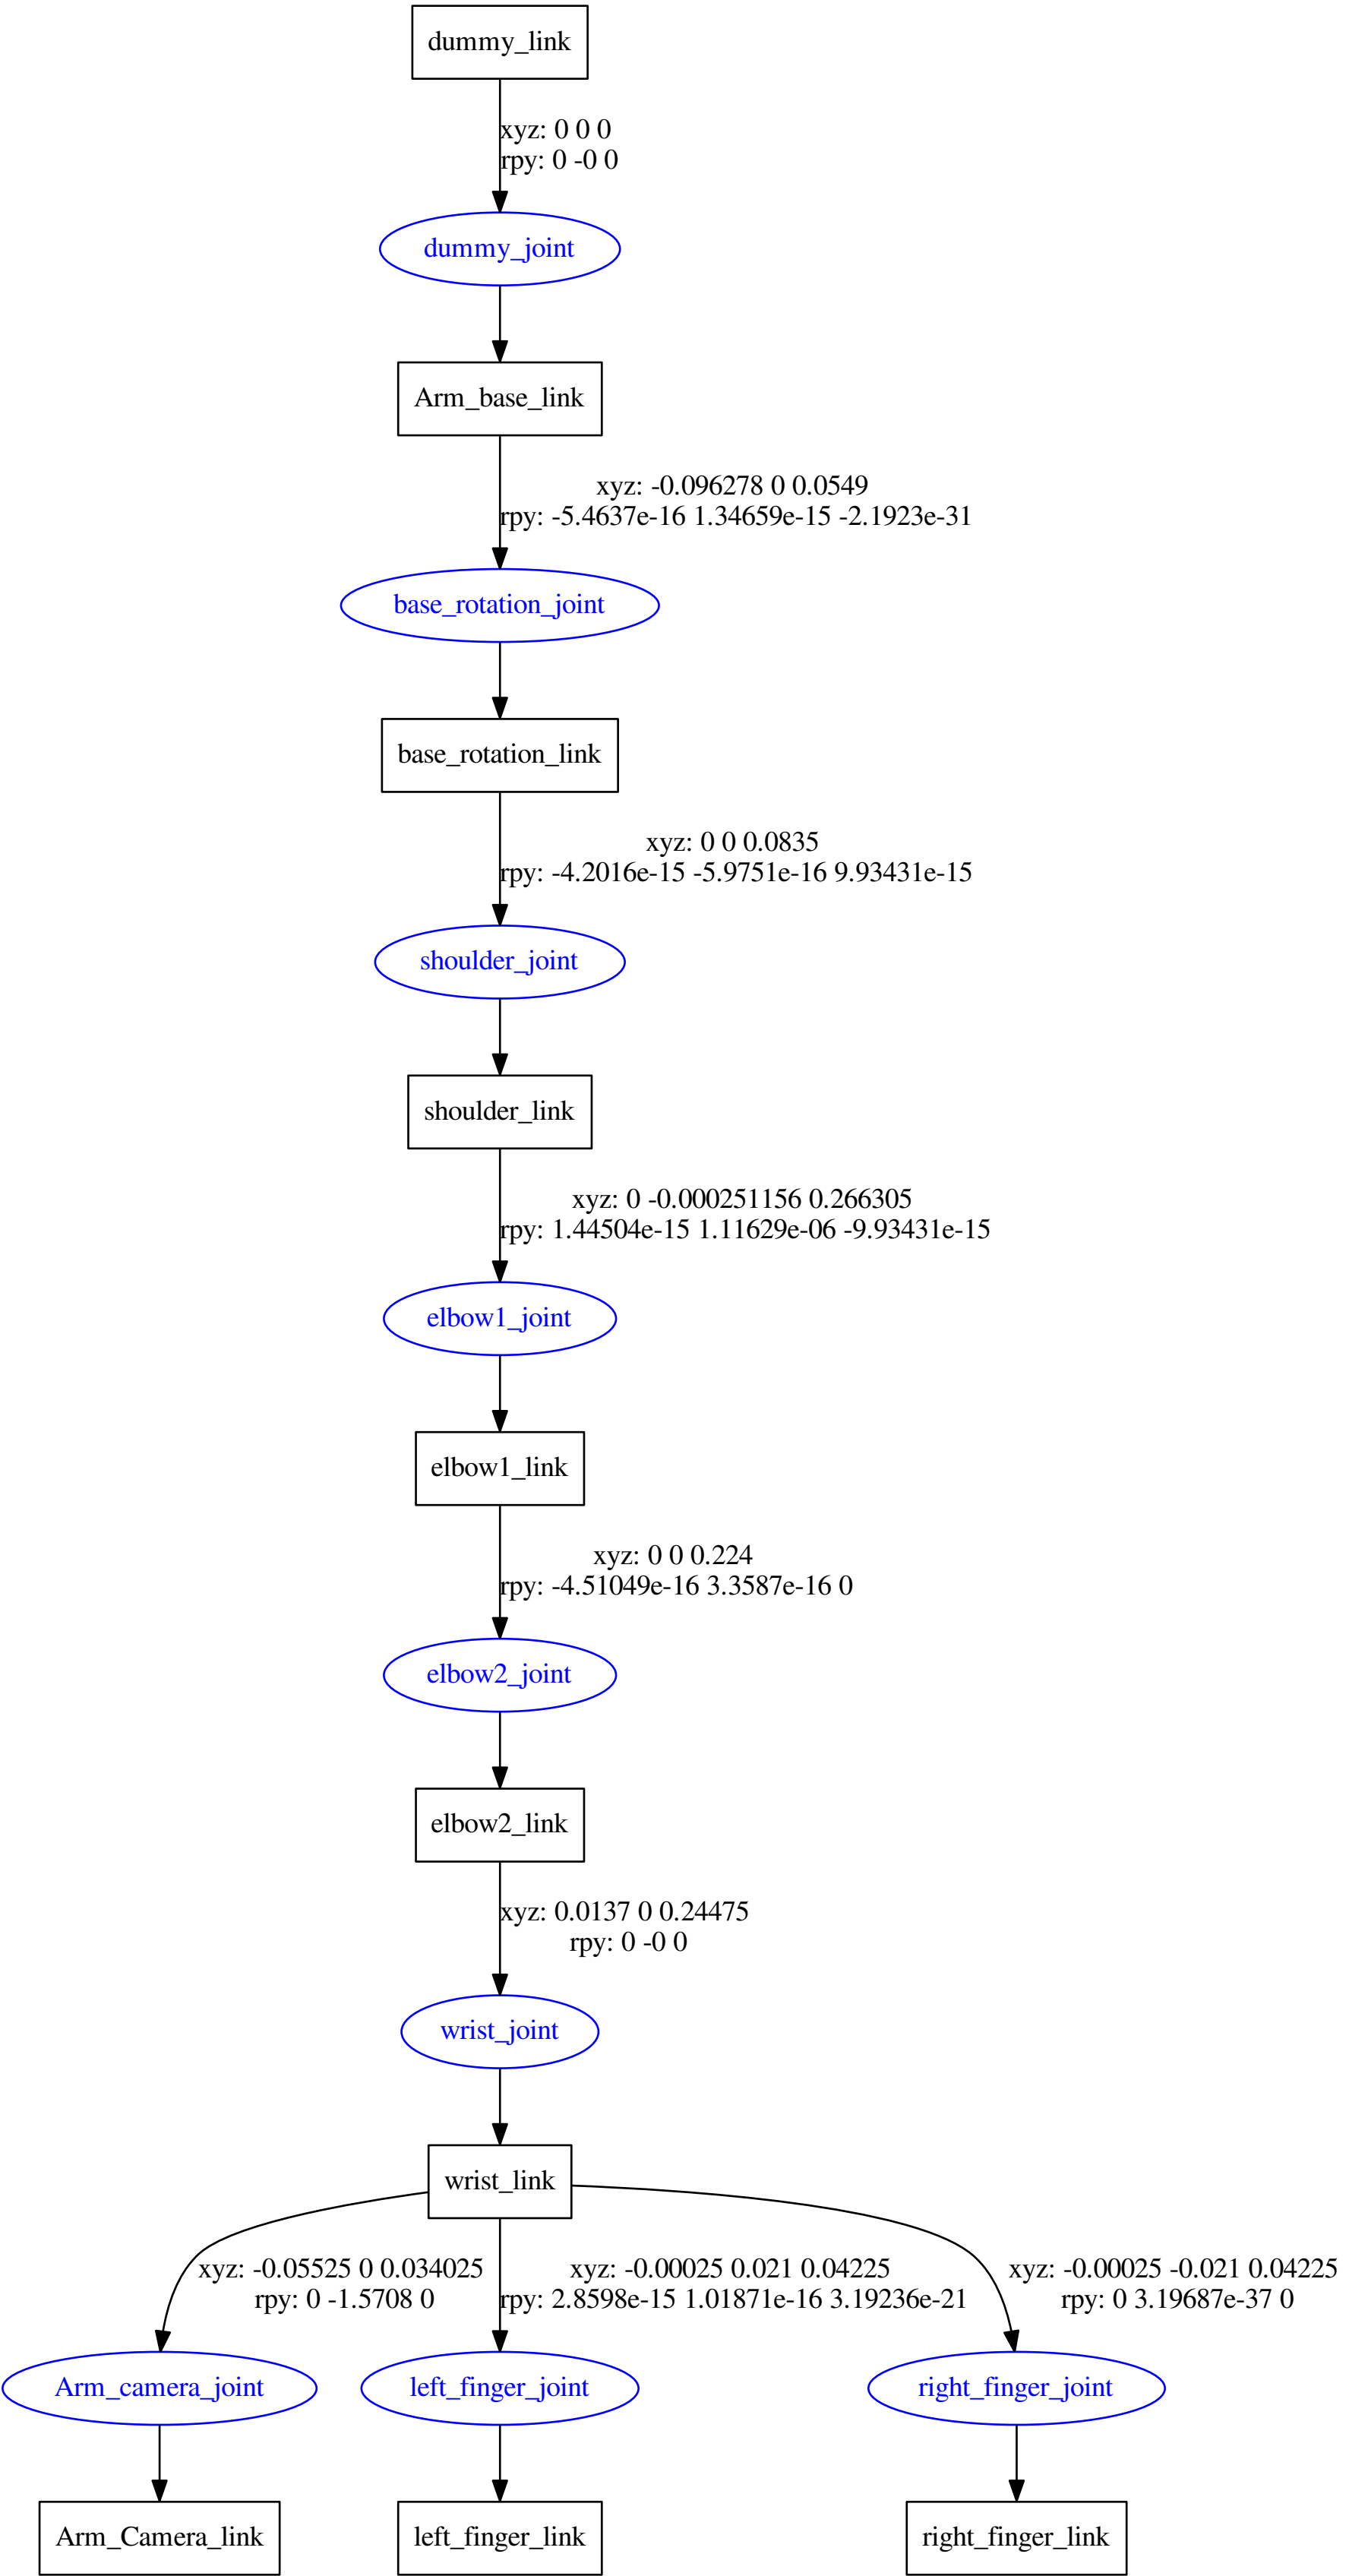 dummy_link
xyz: 0 0 0
rpy: 0 -0 0
dummy_joint
Arm_base_link
xyz: -0.096278 0 0.0549
rpy: -5.4637e-16 1.34659e-15 -2.1923e-31
base_rotation_joint
base_rotation_link
xyz: 0 0 0.0835
rpy: -4.2016e-15 -5.9751e-16 9.93431e-15
shoulder_joint
shoulder_link
xyz: 0 -0.000251156 0.266305
rpy: 1.44504e-15 1.11629e-06 -9.93431e-15
elbow1_joint
elbow1_link
xyz: 0 0 0.224
rpy: -4.51049e-16 3.3587e-16 0
elbow2_joint
elbow2_link
xyz: 0.0137 0 0.24475
rpy: 0 -0 0
wrist_joint
wrist_link
xyz: -0.05525 0 0.034025
rpy: 0 -1.5708 0
xyz: -0.00025 0.021 0.04225
rpy: 2.8598e-15 1.01871e-16 3.19236e-21
xyz: -0.00025 -0.021 0.04225
rpy: 0 3.19687e-37 0
Arm_camera_joint
left_finger_joint
right_finger_joint
Arm_Camera_link
left_finger_link
right_finger_link